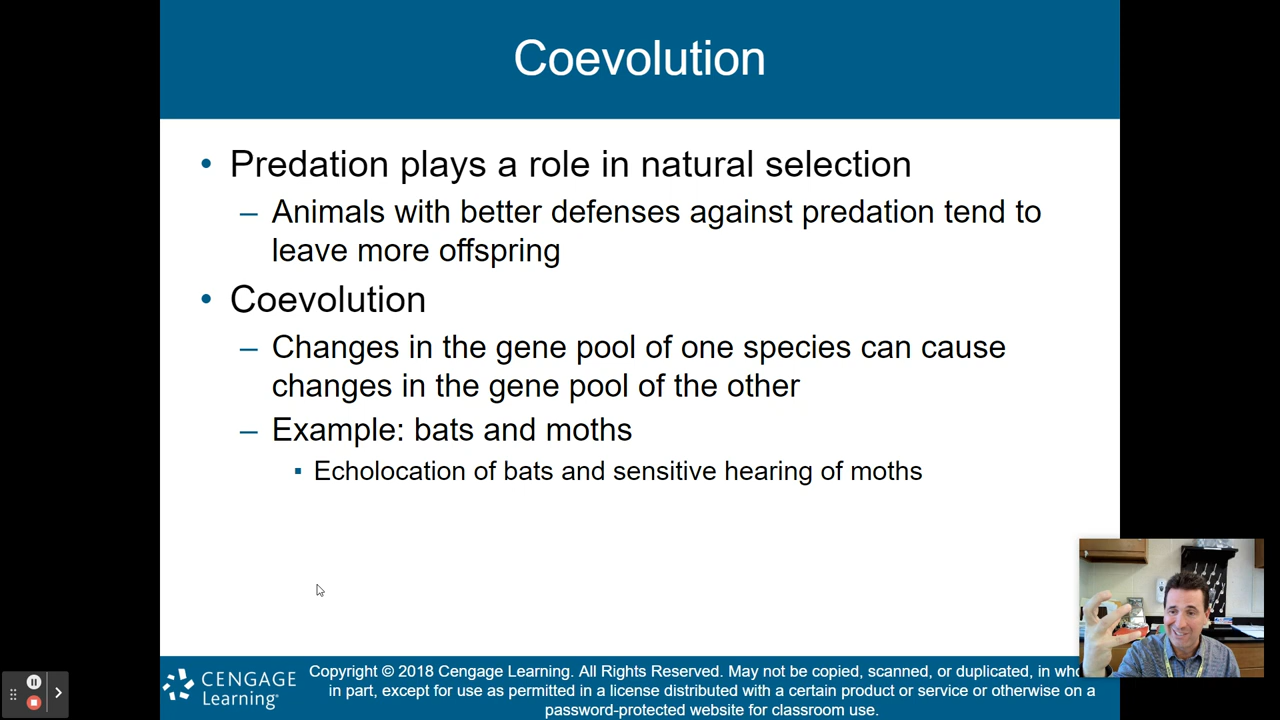 Coevolution
• Predation plays a role in natural selection
– Animals with better defenses against predation tend to
leave more offspring
• Coevolution
– Changes in the gene pool of one species can cause
changes in the gene pool of the other
– Example: bats and moths
▪ Echolocation of bats and sensitive hearing of moths
CENGAGE
Learning
Copyright © 2018 Cengage Learning. All Rights Reserved. May not be copied, scanned, or duplicated, in
in part, except for use as permitted in a license distributed with a certain product or service or otherwise on a
password-protected website for classroom use.